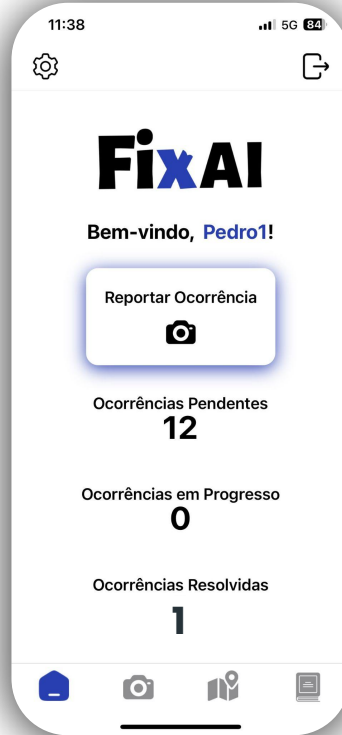 11:38
5G 84
FixAI
Bem-vindo, Pedro1!
Reportar Ocorrência
Ocorrências Pendentes
12
Ocorrências em Progresso
0
Ocorrências Resolvidas
1